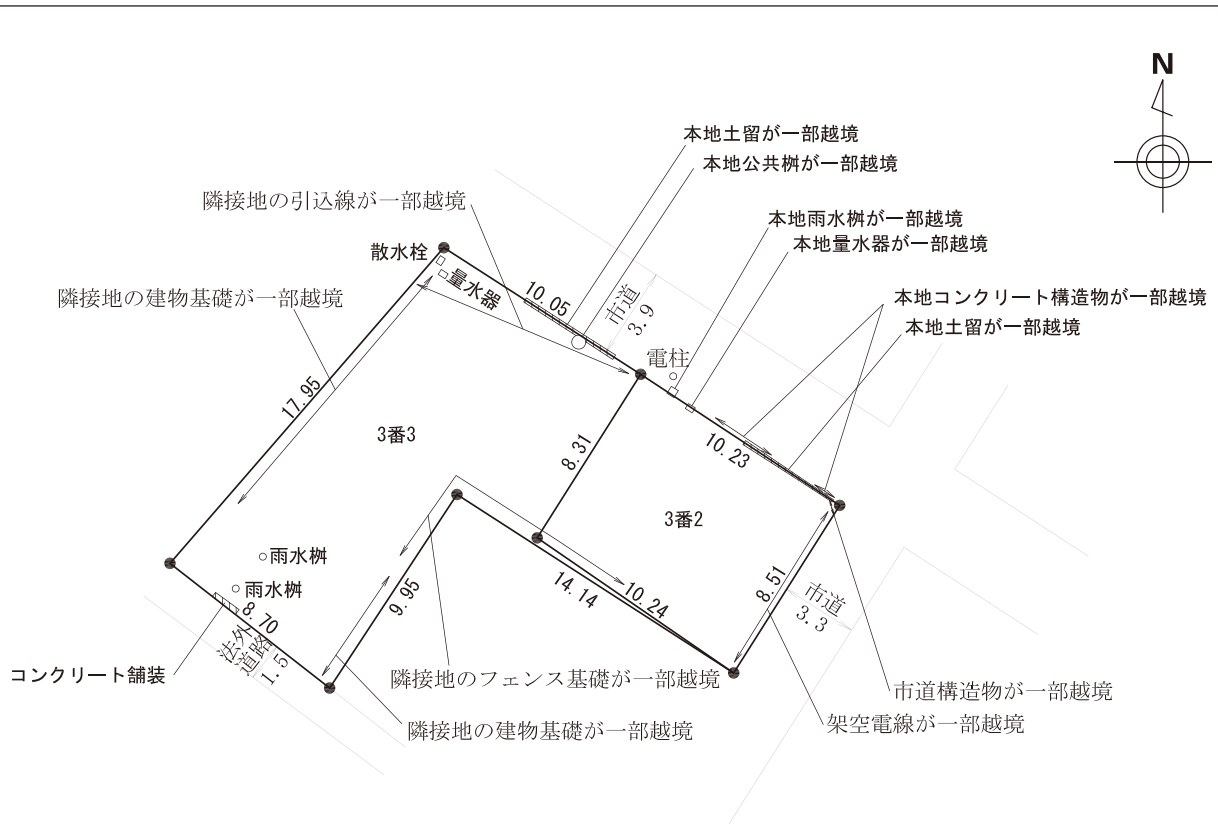 N
本地土留が一部越境
本地公共桝が一部越境
隣接地の引込線が一部越境
本地雨水桝が一部越境
本地量水器が一部越境
散水栓
量水器
隣接地の建物基礎が一部越境
10.05
市道
3.9
本地コンクリート構造物が一部越境
本地土留が一部越境
電柱
17.95
3番3
8.31
10.23
3番2
雨水桝
雨水桝
8.70
法外
道路
1.5
9.95
14.14
10.24
8.51
市道
3.3
コンクリート舗装
隣接地のフェンス基礎が一部越境
市道構造物が一部越境
隣接地の建物基礎が一部越境
架空電線が一部越境